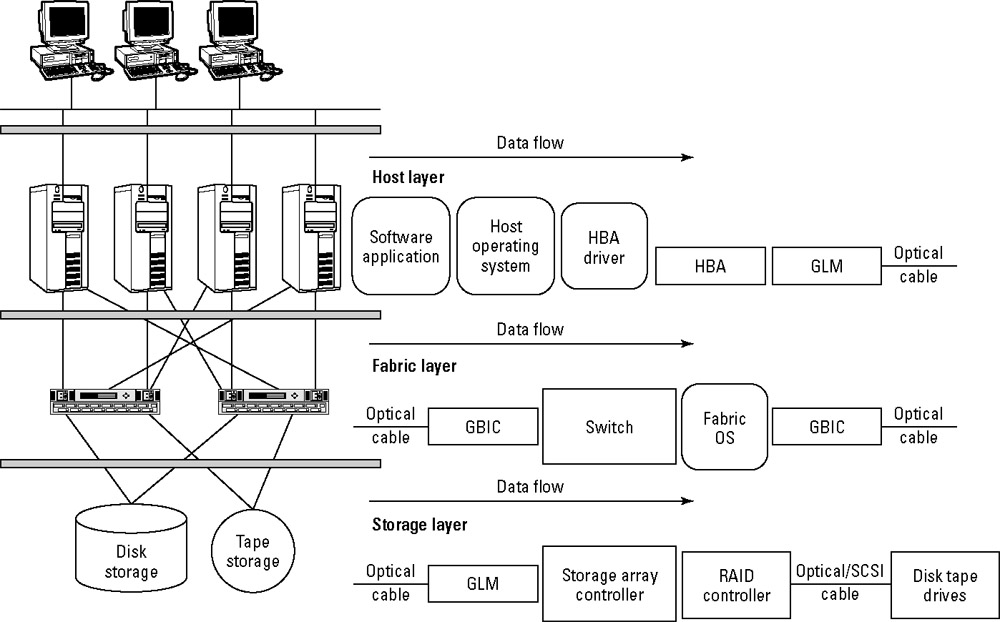 Data flow
Host layer
Software
application
Host
operating
system
HBA
driver
HBA
GLM
Optical
cable
Data flow
Fabric layer
Optical
cable
GBIC
Switch
Fabric
OS
GBIC
Optical
cable
Data flow
Storage layer
Disk
storage
Tape
storage
Optical
cable
GLM
Storage array
controller
RAID
controller
Optical/SCSI
cable
Disk tape
drives